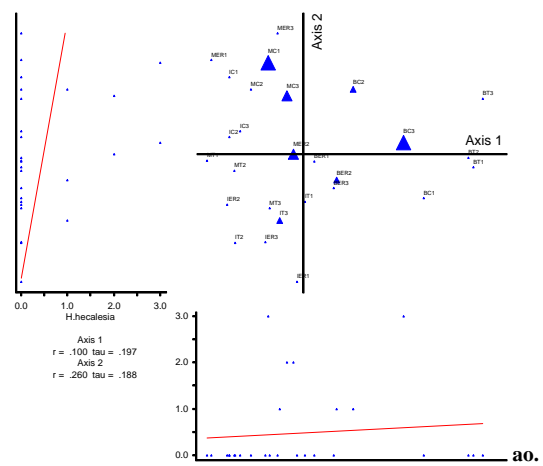 MER3
Axis 2
MER1
MC1
IC1
MC2
MC3
BC2
BT3
IC3
IC2
BC3
Axis 1
MER2
MT1
BER1
BT2
BT1
MT2
BER2
BER3
IER2
MT3
IT1
BC1
IT3
IT2
IER3
IER1
0.0 1.0 2.0 3.0
H.hecalesia
Axis 1
r = .100 tau = .197
Axis 2
r = .260 tau = .188
3.0
2.0
1.0
0.0
ao.